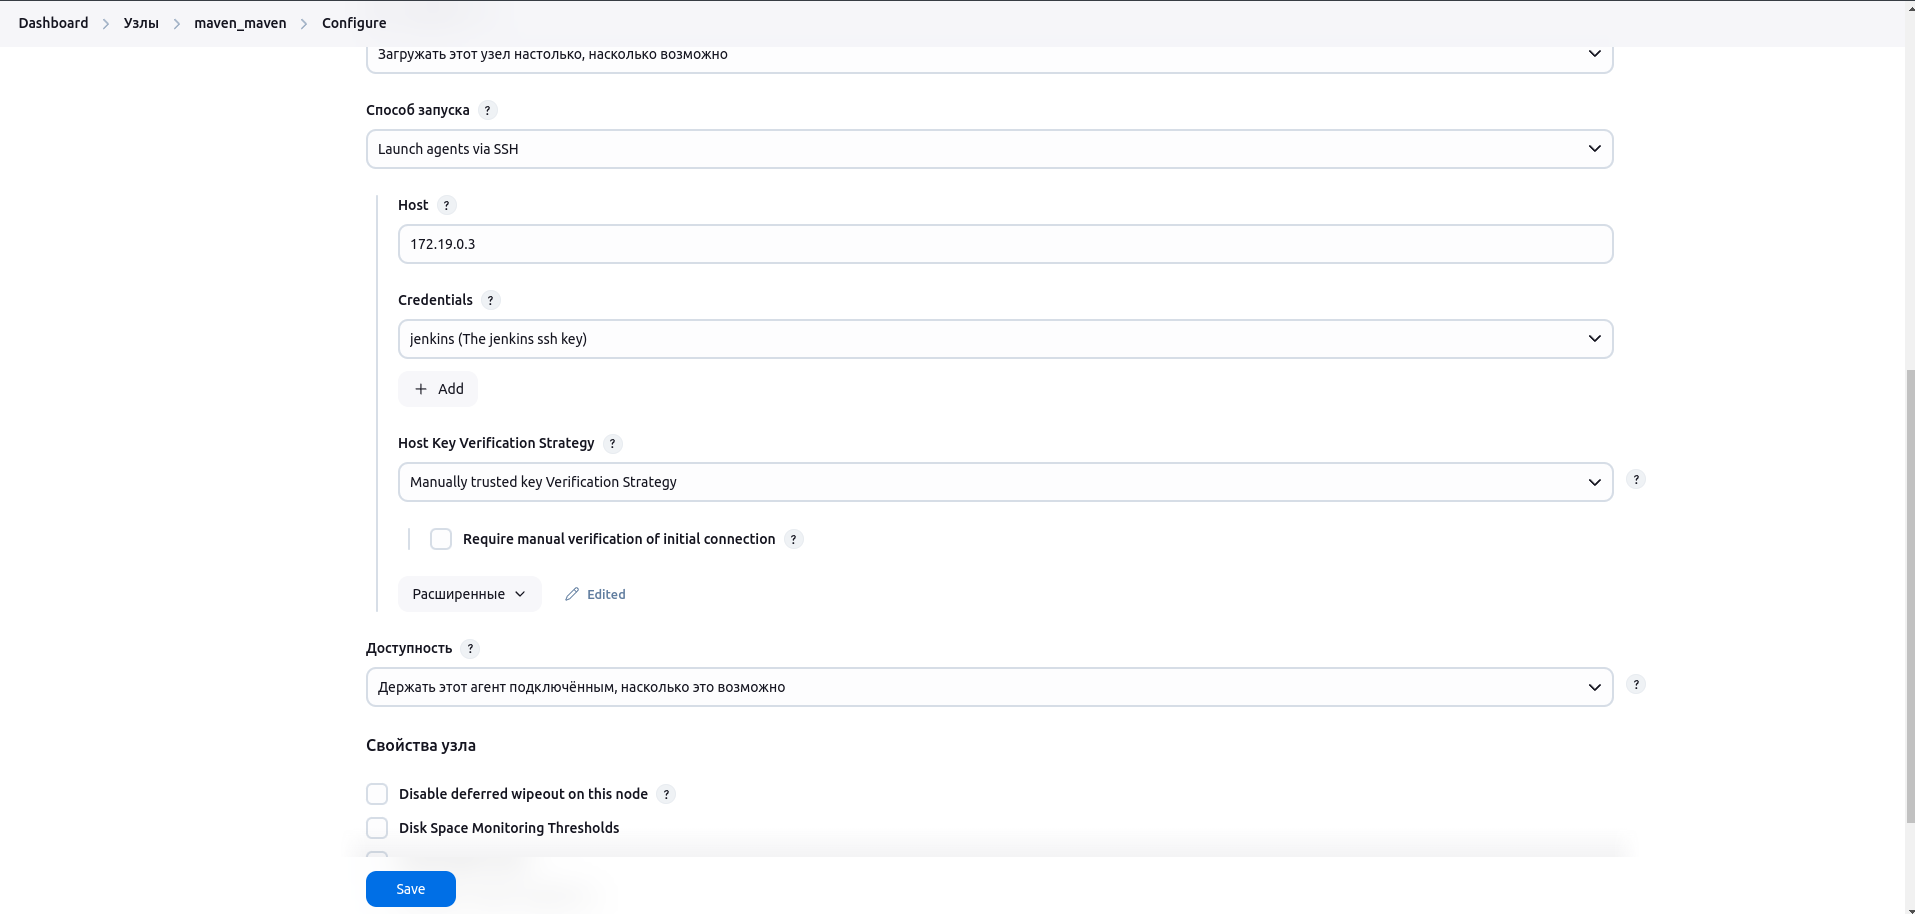 Dashboard > Узлы > maven_maven > Configure
Загружать этот узел настолько, насколько возможно
Способ запуска ?
Launch agents via SSH
Host ?
172.19.0.3
Credentials ?
jenkins (The jenkins ssh key)
+ Add
Host Key Verification Strategy ?
Manually trusted key Verification Strategy ?
Require manual verification of initial connection ?
Расширенные Edited
Доступность ?
Держать этот агент подключённым, насколько это возможно ?
Свойства узла
Disable deferred wipeout on this node ?
Disk Space Monitoring Thresholds
Save